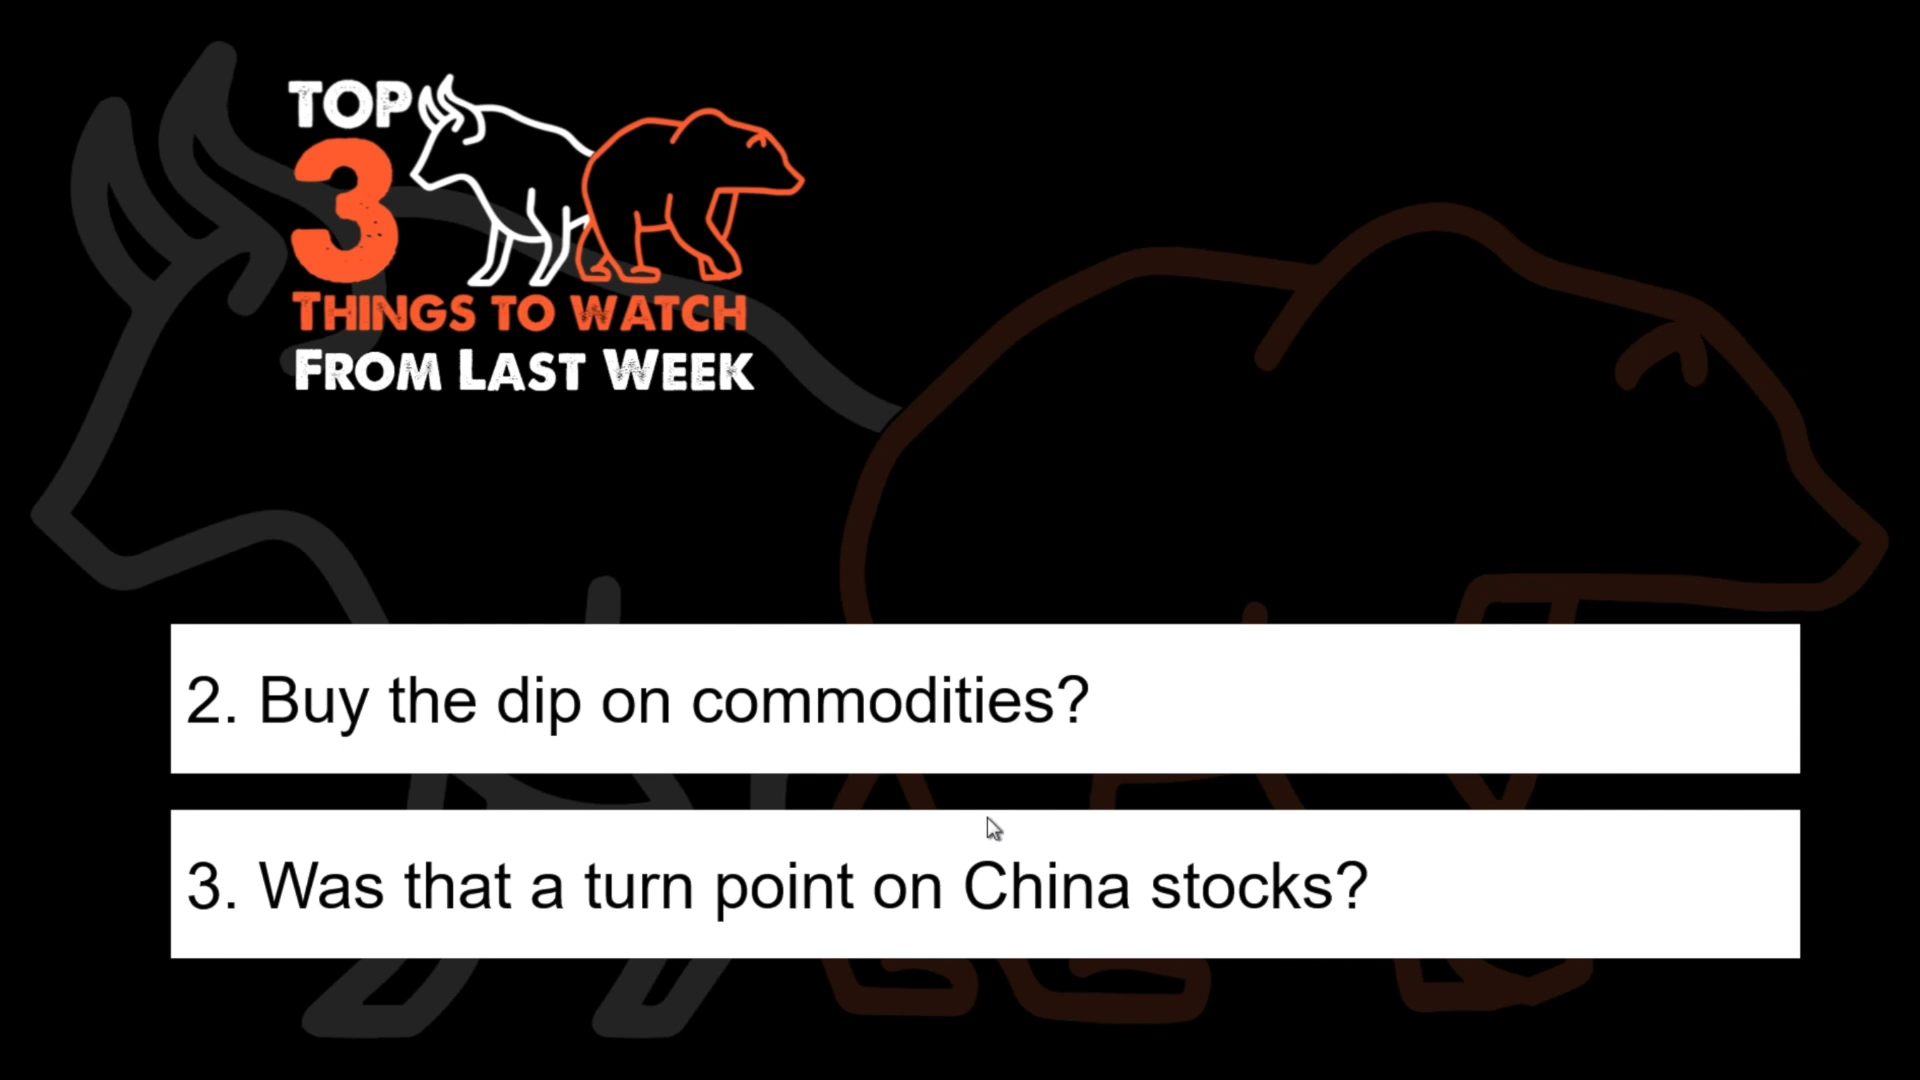 TOP
3
THINGS TO WATCH
FROM LAST WEEK
2. Buy the dip on commodities?
3. Was that a turn point on China stocks?